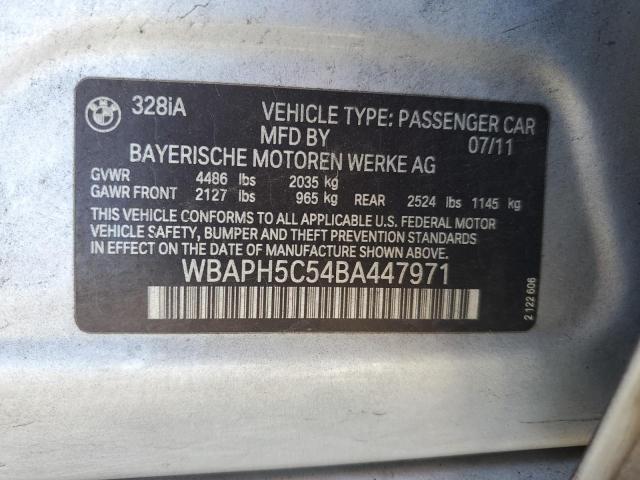 BMW 328iA VEHICLE TYPE: PASSENGER CAR
MFD BY 07/11
BAYERISCHE MOTOREN WERKE AG
GVWR 4486 lbs 2035 kg
GAWR FRONT 2127 lbs 965 kg REAR 2524 lbs 1145 kg
THIS VEHICLE CONFORMS TO ALL APPLICABLE U.S. FEDERAL MOTOR
VEHICLE SAFETY, BUMPER AND THEFT PREVENTION STANDARDS
IN EFFECT ON THE DATE OF MANUFACTURE SHOWN ABOVE.
WBAPH5C54BA447971
2 122 606